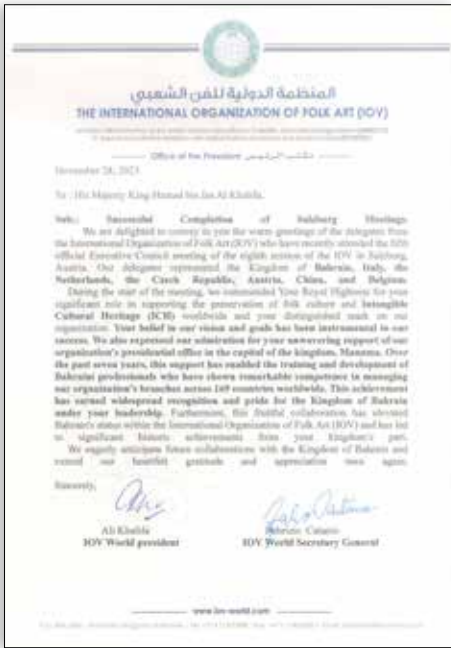 المنظمة الدولية للفن الشعبي
THE INTERNATIONAL ORGANIZATION OF FOLK ART (IOV)
Office of the President مكتب الرئيس
November 28, 2023
To : His Majesty King Hamad bin Isa Al Khalifa,
Sub.: Successful Completion of Salzburg Meetings.
We are delighted to convey to you the warm greetings of the delegates from
the International Organization of Folk Art (IOV) who have recently attended the fifth
official Executive Council meeting of the eighth session of the IOV in Salzburg,
Austria. Our delegates represented the Kingdom of Bahrain, Italy, the
Netherlands, the Czech Republic, Austria, China, and Belgium.
During the start of the meeting, we commended Your Royal Highness for your
significant role in supporting the preservation of folk culture and Intangible
Cultural Heritage (ICH) worldwide and your distinguished mark on our
organization. Your belief in our vision and goals has been instrumental in our
success. We also expressed our admiration for your unwavering support of our
organization's presidential office in the capital of the kingdom, Manama. Over
the past seven years, this support has enabled the training and development of
Bahraini professionals who have shown remarkable competence in managing
our organization's branches across 169 countries worldwide. This achievement
has earned widespread recognition and pride for the Kingdom of Bahrain
under your leadership. Furthermore, this fruitful collaboration has elevated
Bahrain's status within the International Organization of Folk Art (IOV) and has led
to significant historic achievements from your kingdom's part.
We eagerly anticipate future collaborations with the Kingdom of Bahrain and
extend our heartfelt gratitude and appreciation once again.
Sincerely,
Ali Khalifa
IOV World president
Fabrizio Cattaneo
IOV World Secretary General
www.iov-world.com